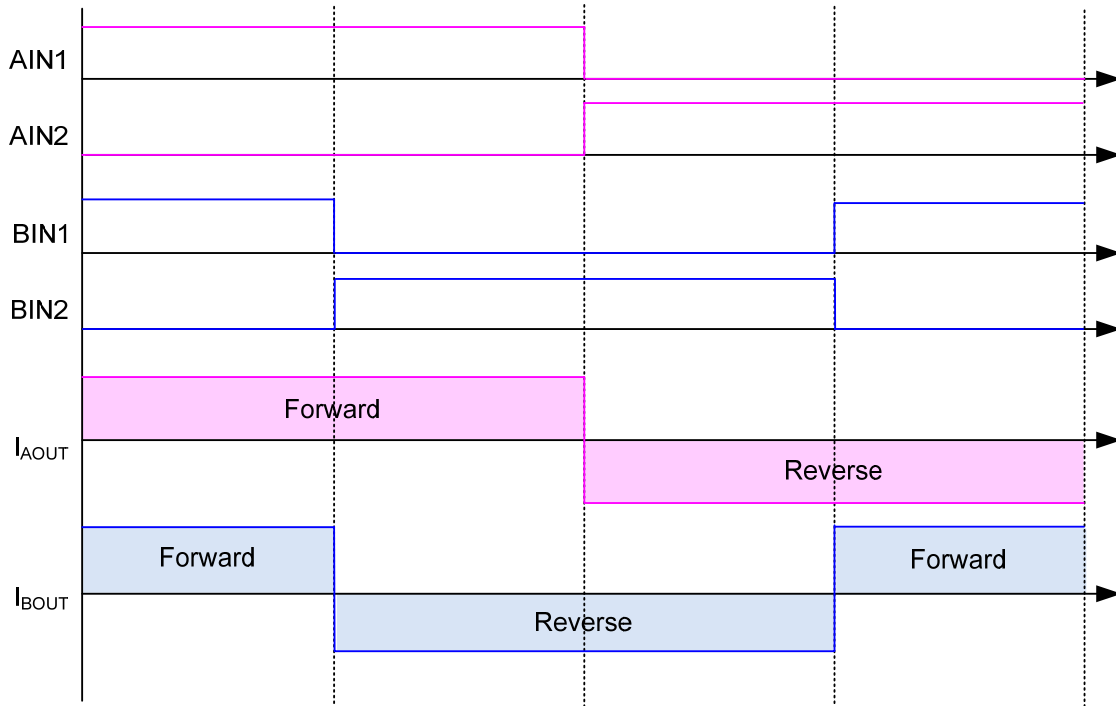 AIN1
AIN2
BIN1
BIN2
Forward
IAOUT
Reverse
Forward
Forward
IBOUT
Reverse